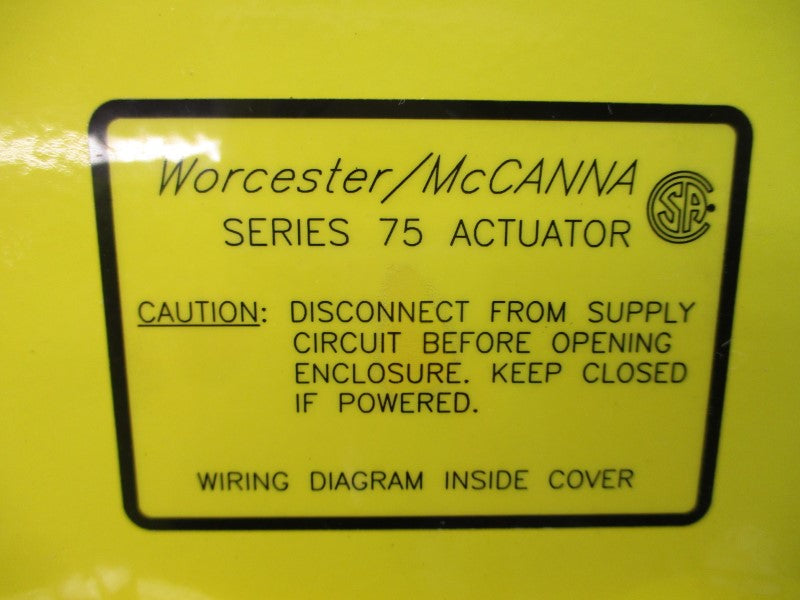 Worcester/McCANNA
SERIES 75 ACTUATOR
CSA
CAUTION: DISCONNECT FROM SUPPLY
CIRCUIT BEFORE OPENING
ENCLOSURE. KEEP CLOSED
IF POWERED.
WIRING DIAGRAM INSIDE COVER